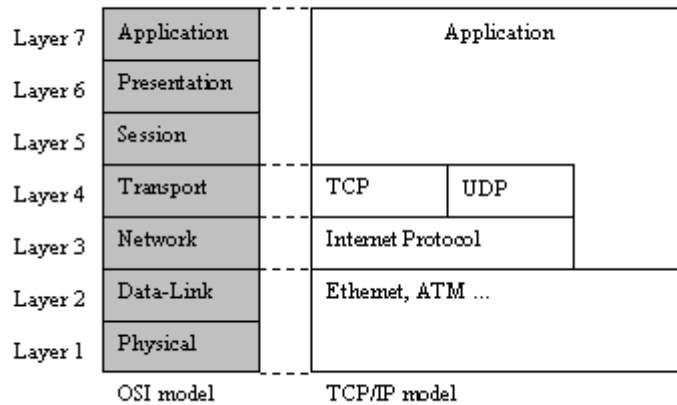 Layer 7 Application Application
Layer 6 Presentation
Layer 5 Session
Layer 4 Transport TCP UDP
Layer 3 Network Internet Protocol
Layer 2 Data-Link Ethernet, ATM ...
Layer 1 Physical
OSI model TCP/IP model